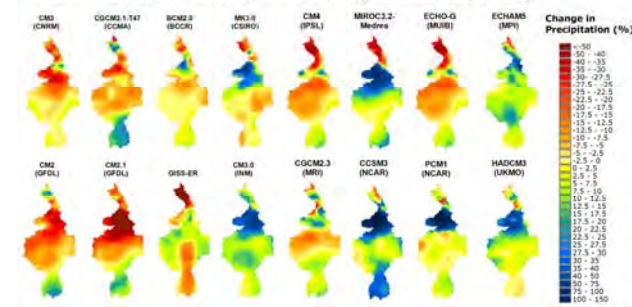 CM3
(CNRM)
CGCM3.1-T47
(CCMA)
BCM2.0
(BCCR)
MK3.0
(CSIRO)
CM4
(IPSL)
MIROC3.2-
Medres
ECHO-G
(MUIB)
ECHAM5
(MPI)
CM2
(GFDL)
CM2.1
(GFDL)
GISS-ER
CM3.0
(INM)
CGCM2.3
(MRI)
CCSM3
(NCAR)
PCM1
(NCAR)
HADCM3
(UKMO)
Change in
Precipitation (%)
<-50
-50 - -40
-40 - -35
-35 - -30
-30 - -27.5
-27.5 - -25
-25 - -22.5
-22.5 - -20
-20 - -17.5
-17.5 - -15
-15 - -12.5
-12.5 - -10
-10 - -7.5
-7.5 - -5
-5 - -2.5
-2.5 - 0
0 - 2.5
2.5 - 5
5 - 7.5
7.5 - 10
10 - 12.5
12.5 - 15
15 - 17.5
17.5 - 20
20 - 22.5
22.5 - 25
25 - 27.5
27.5 - 30
30 - 35
35 - 40
40 - 50
50 - 75
75 - 100
100 - 150